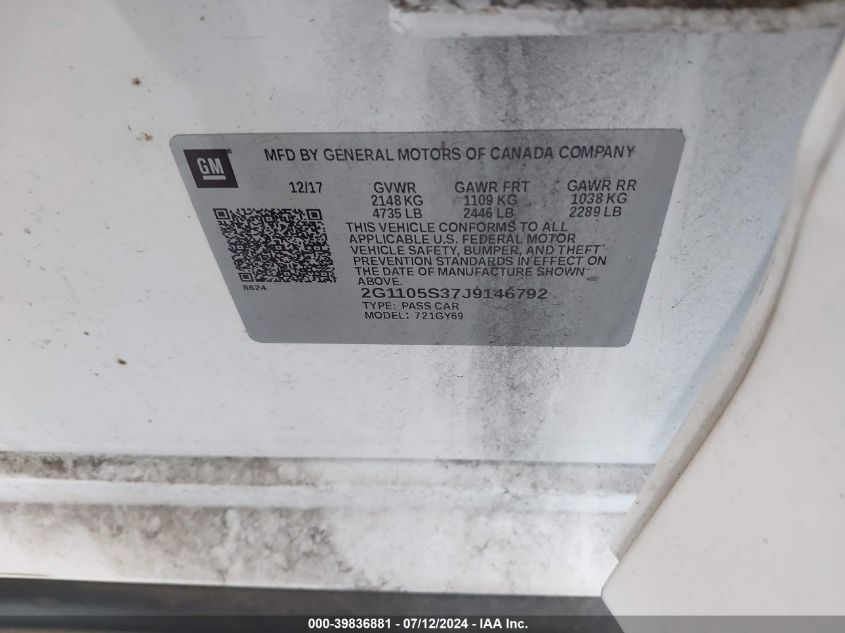 GM
MFD BY GENERAL MOTORS OF CANADA COMPANY
12/17 GVWR GAWR FRT GAWR RR
2148 KG 1109 KG 1038 KG
4735 LB 2446 LB 2289 LB
THIS VEHICLE CONFORMS TO ALL
APPLICABLE U.S. FEDERAL MOTOR
VEHICLE SAFETY, BUMPER, AND THEFT
PREVENTION STANDARDS IN EFFECT ON
THE DATE OF MANUFACTURE SHOWN
ABOVE.
8624
2G1105S37J9146792
TYPE: PASS CAR
MODEL: 721GY69
000-39836881 - 07/12/2024 - IAA Inc.